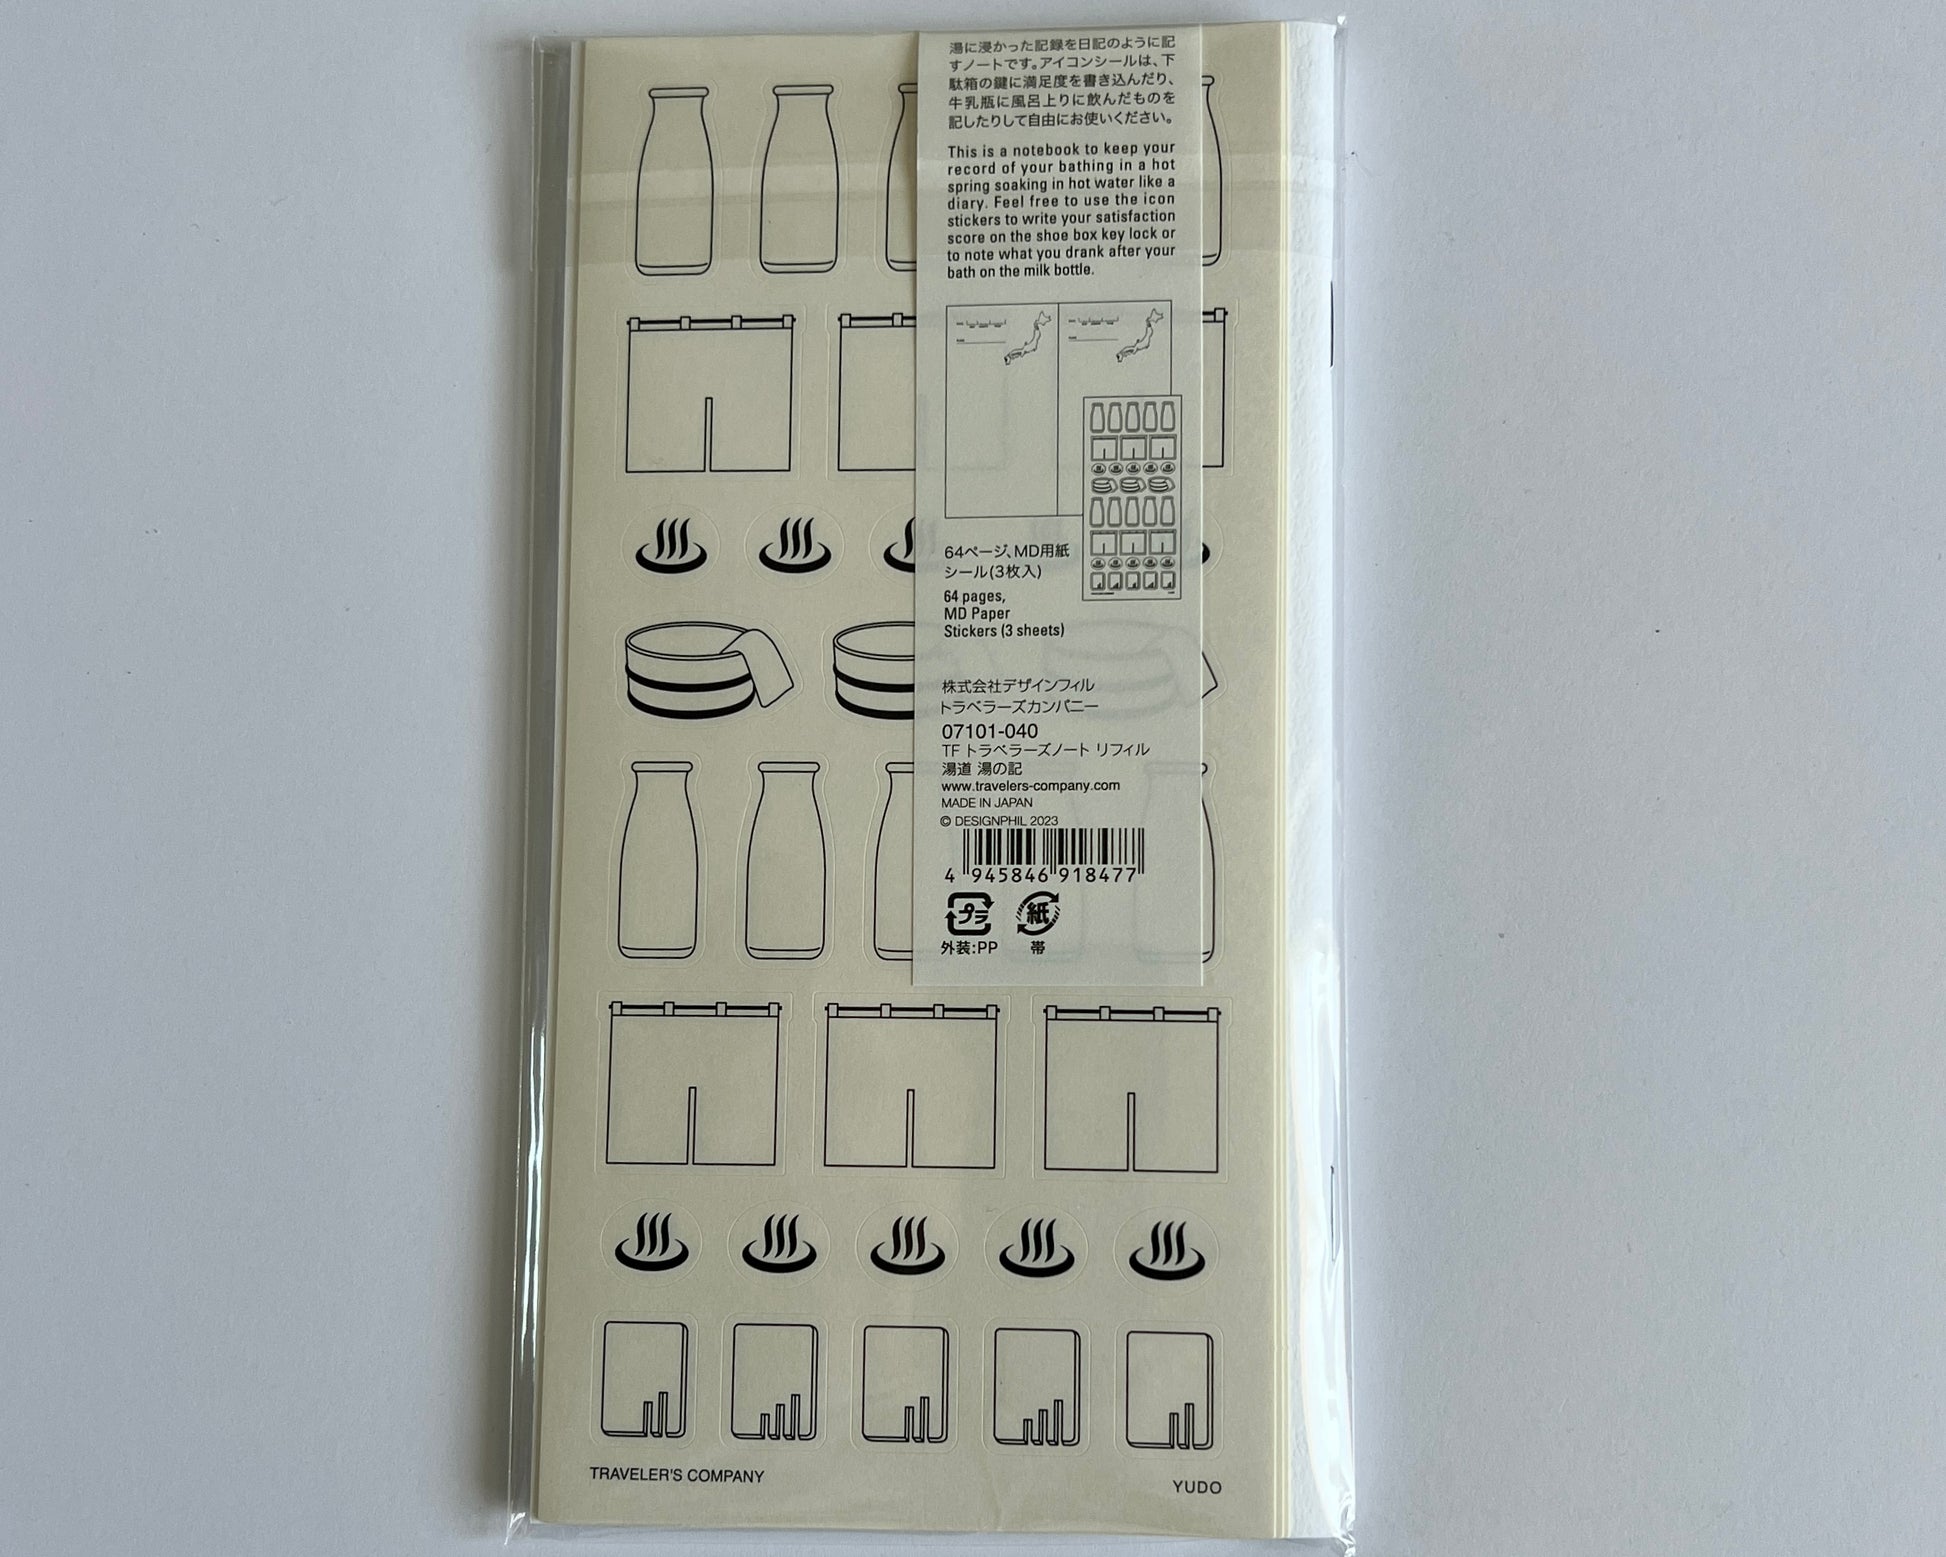 湯に浸かった記録を日記のように記
すノートです。アイコンシールは、下
駄箱の鍵に満足度を書き込んだり、
牛乳瓶に風呂上りに飲んだものを
記したりして自由にお使いください。
This is a notebook to keep your
record of your bathing in a hot
spring soaking in hot water like a
diary. Feel free to use the icon
stickers to write your satisfaction
score on the shoe box key lock or
to note what you drank after your
bath on the milk bottle.
64ページ、MD用紙
シール(3枚入)
64 pages,
MD Paper
Stickers (3 sheets)
株式会社デザインフィル
トラベラーズカンパニー
07101-040
TF トラベラーズノート リフィル
湯道 湯の記
www.travelers-company.com
MADE IN JAPAN
© DESIGNPHIL 2023
4 945846 918477
プラ 紙
外装:PP 帯
TRAVELER'S COMPANY
YUDO